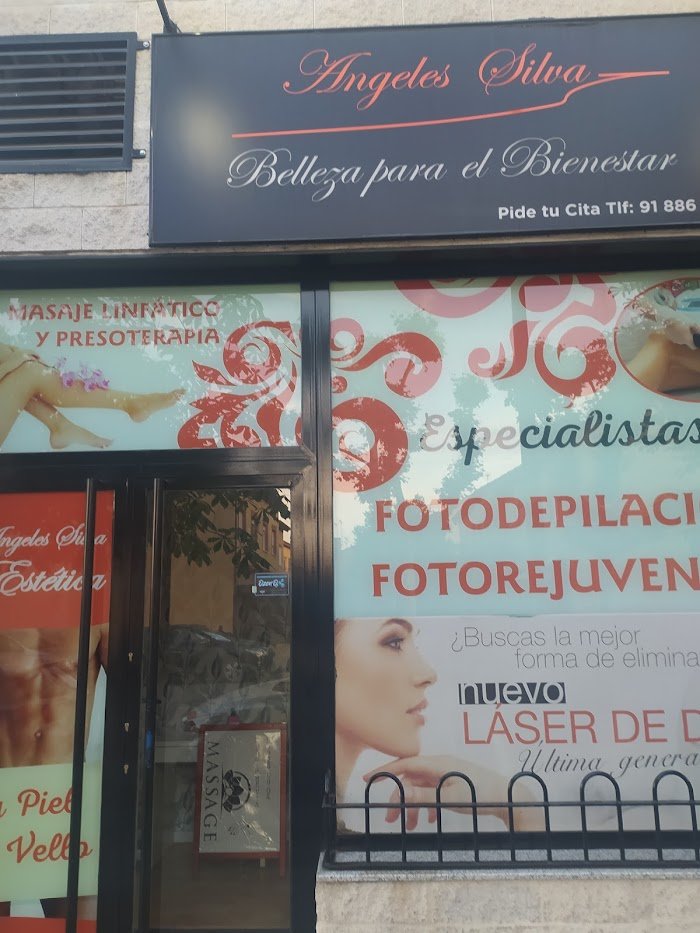 Angeles Silva
Belleza para el Bienestar
Pide tu Cita Tlf: 91 886
MASAJE LINFÁTICO
Y PRESOTERAPIA
Especialistas
FOTODEPILACI
FOTOREJUVEN
Angeles Silva
Estética
¿Buscas la mejor
forma de elimina
nuevo
LÁSER DE D
Última genera
MASSAGE
Piel
Vello